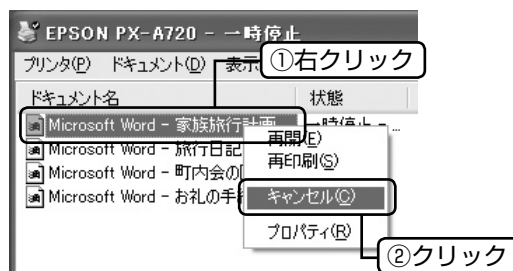 EPSON PX-A720 - 一時停止
プリンタ(P) ドキュメント(D) 表示
①右クリック
ドキュメント名 状態
Microsoft Word - 家族旅行計画 一時停止 - ...
Microsoft Word - 旅行日記
Microsoft Word - 町内会の
Microsoft Word - お礼の手紙
再開(E)
再印刷(S)
キャンセル(C)
プロパティ(R)
②クリック